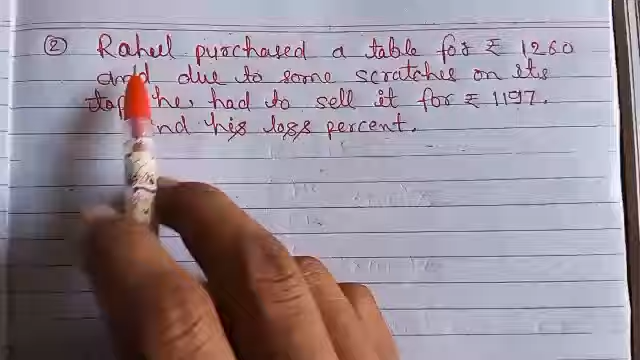 ② Rahul purchased a table for ₹ 1260
and due to some scratches on its
top he had to sell it for ₹ 1197.
ind his loss percent.